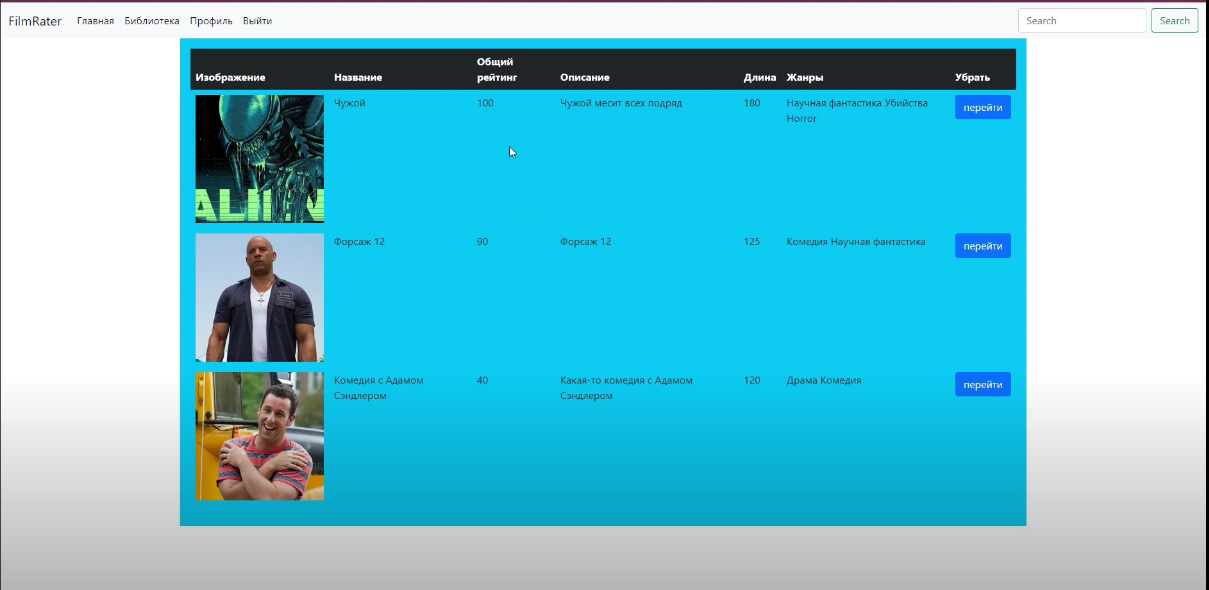 FilmRater Главная Библиотека Профиль Выйти Search Search
Изображение Название Общий рейтинг Описание Длина Жанры Убрать
Чужой 100 Чужой месит всех подряд 180 Научная фантастика Убийства перейти
Horror
ALIEN
Форсаж 12 90 Форсаж 12 125 Комедия Научная фантастика перейти
Комедия с Адамом 40 Какая-то комедия с Адамом 120 Драма Комедия перейти
Сэндлером Сэндлером